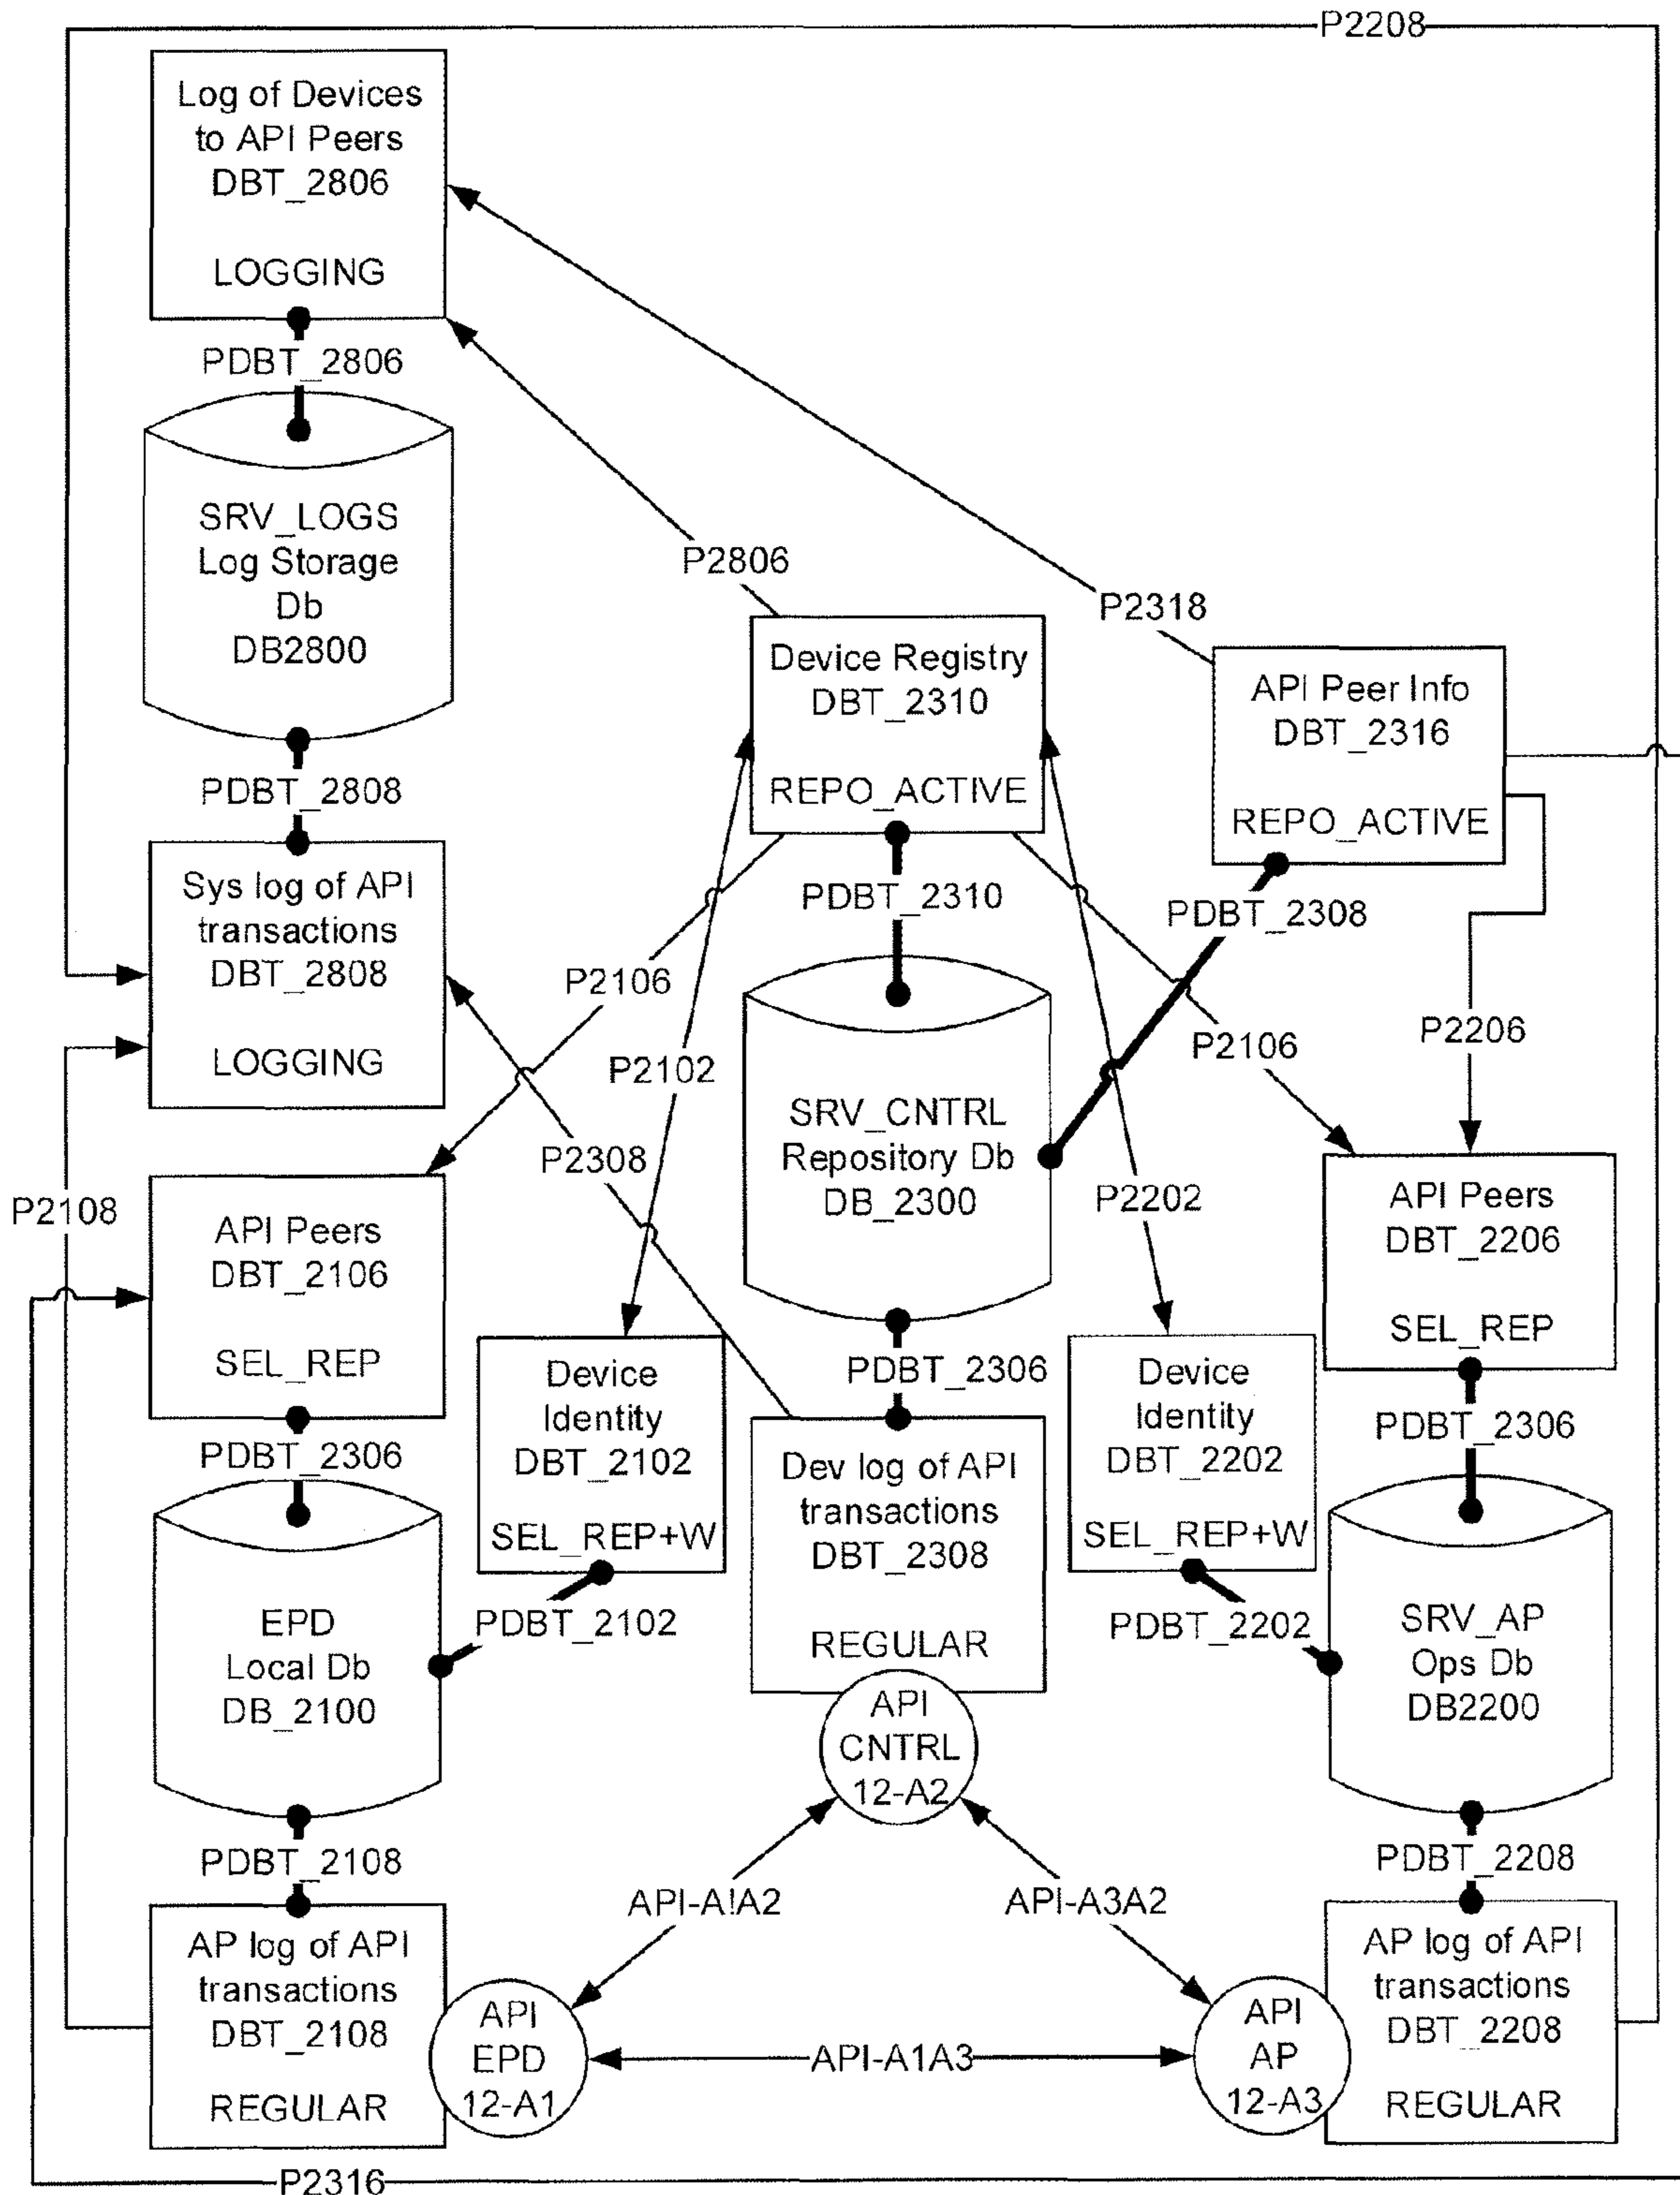 P2208
Log of Devices
to API Peers
DBT_2806
LOGGING
PDBT_2806
SRV_LOGS
Log Storage
Db
DB2800
PDBT_2808
Sys log of API
transactions
DBT_2808
LOGGING
P2806
P2318
Device Registry
DBT_2310
REPO_ACTIVE
API Peer Info
DBT_2316
REPO_ACTIVE
PDBT_2310
PDBT_2308
P2106
P2102
P2106
P2206
P2308
P2202
P2108
SRV_CNTRL
Repository Db
DB_2300
API Peers
DBT_2106
SEL_REP
API Peers
DBT_2206
SEL_REP
PDBT_2306
PDBT_2306
PDBT_2306
Device
Identity
DBT_2102
SEL_REP+W
Dev log of API
transactions
DBT_2308
REGULAR
Device
Identity
DBT_2202
SEL_REP+W
EPD
Local Db
DB_2100
PDBT_2102
PDBT_2202
SRV_AP
Ops Db
DB2200
API
CNTRL
12-A2
PDBT_2108
PDBT_2208
API-A!A2
API-A3A2
AP log of API
transactions
DBT_2108
REGULAR
API
EPD
12-A1
API-A1A3
API
AP
12-A3
AP log of API
transactions
DBT_2208
REGULAR
P2316